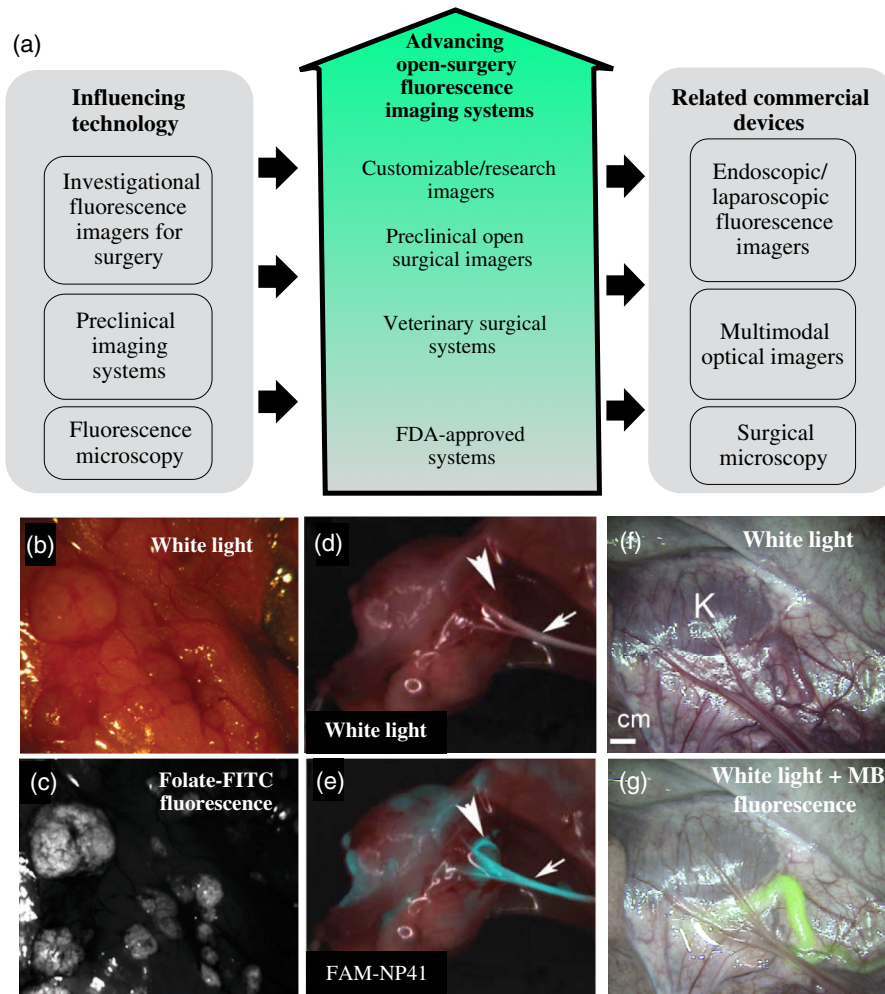 (a)
Influencing
technology
Investigational
fluorescence
imagers for
surgery
Preclinical
imaging
systems
Fluorescence
microscopy
Advancing
open-surgery
fluorescence
imaging systems
Customizable/research
imagers
Preclinical open
surgical imagers
Veterinary surgical
systems
FDA-approved
systems
Related commercial
devices
Endoscopic/
laparoscopic
fluorescence
imagers
Multimodal
optical imagers
Surgical
microscopy
(b)
White light
(d)
White light
(f)
White light
K
cm
(c)
Folate-FITC
fluorescence
(e)
FAM-NP41
(g)
White light + MB
fluorescence